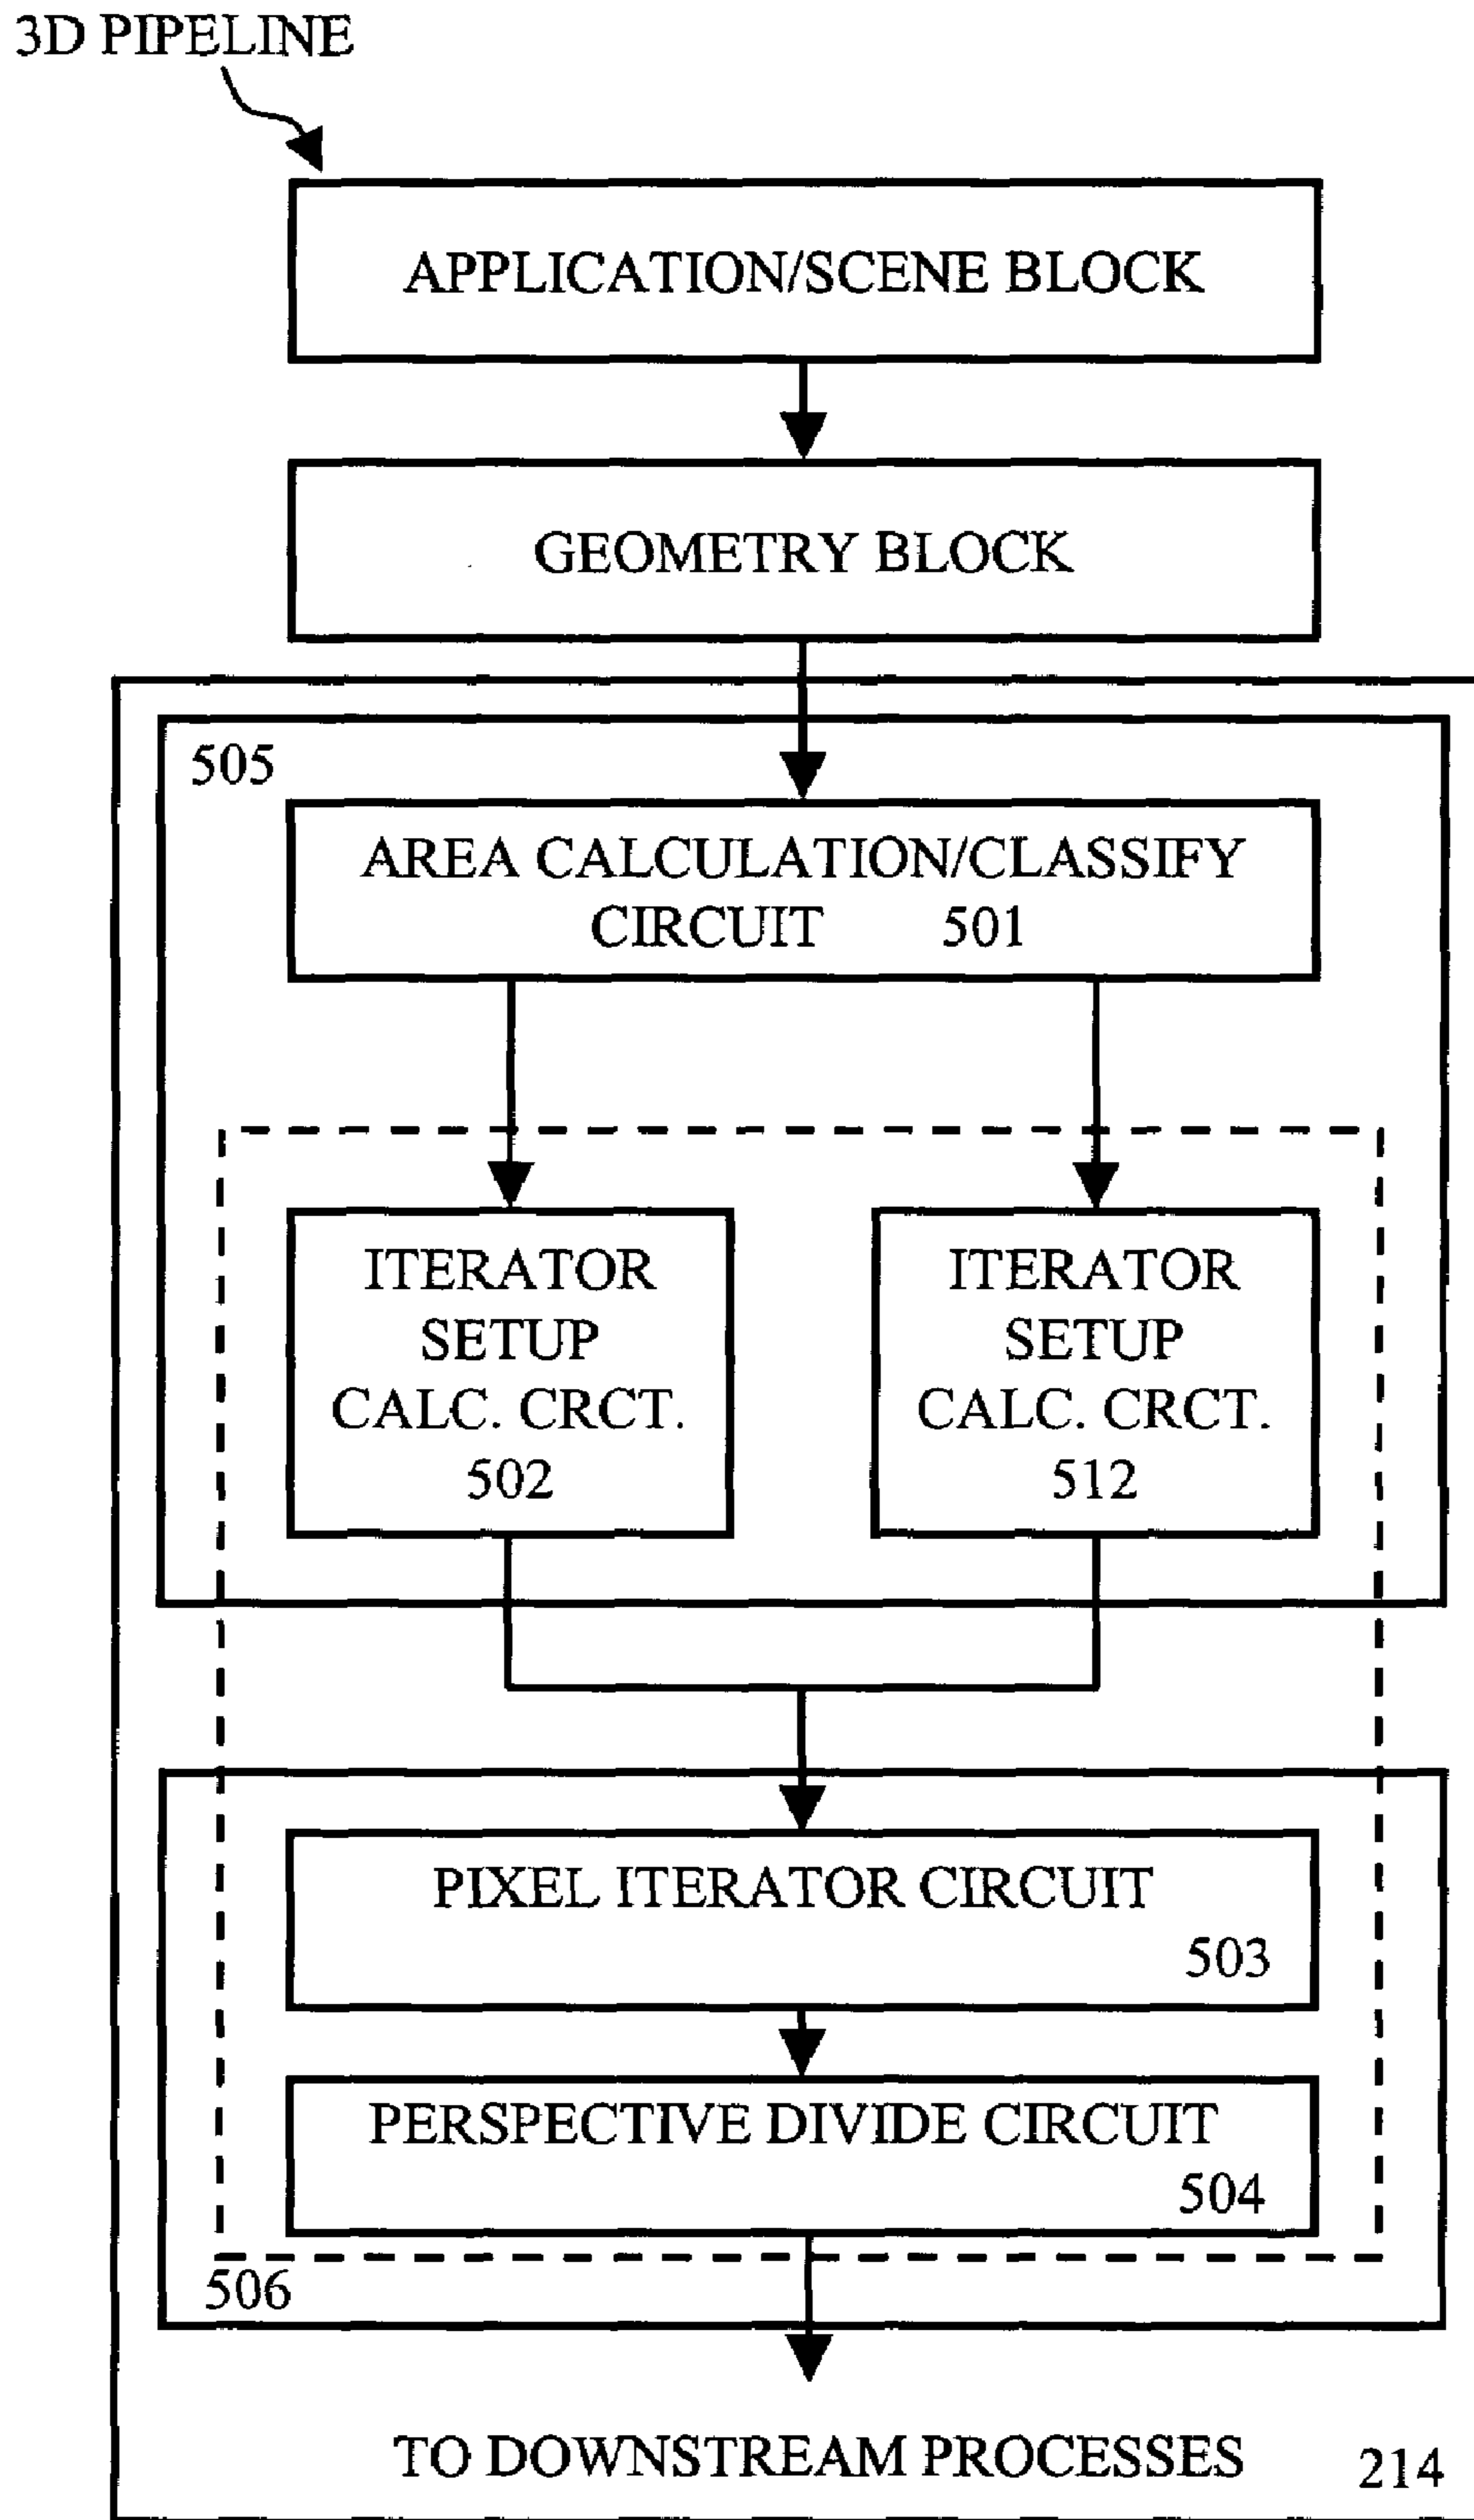 3D PIPELINE
APPLICATION/SCENE BLOCK
GEOMETRY BLOCK
505
AREA CALCULATION/CLASSIFY
CIRCUIT 501
ITERATOR
SETUP
CALC. CRCT.
502
ITERATOR
SETUP
CALC. CRCT.
512
PIXEL ITERATOR CIRCUIT
503
PERSPECTIVE DIVIDE CIRCUIT
504
506
TO DOWNSTREAM PROCESSES 214